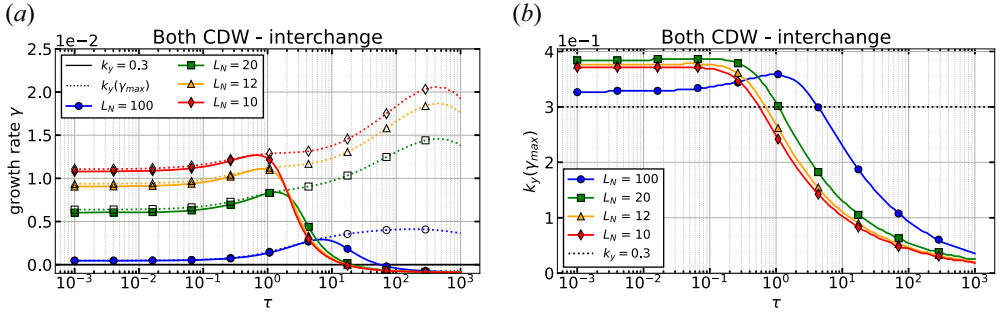 (a)
Both CDW - interchange
1e−2
growth rate γ
2.5
2.0
1.5
1.0
0.5
0.0
k_y = 0.3
k_y(γ_max)
L_N = 100
L_N = 20
L_N = 12
L_N = 10
10^−3 10^−2 10^−1 10^0 10^1 10^2 10^3
τ
(b)
Both CDW - interchange
1e−1
k_y(γ_max)
4
3
2
1
0
L_N = 100
L_N = 20
L_N = 12
L_N = 10
k_y = 0.3
10^−3 10^−2 10^−1 10^0 10^1 10^2 10^3
τ